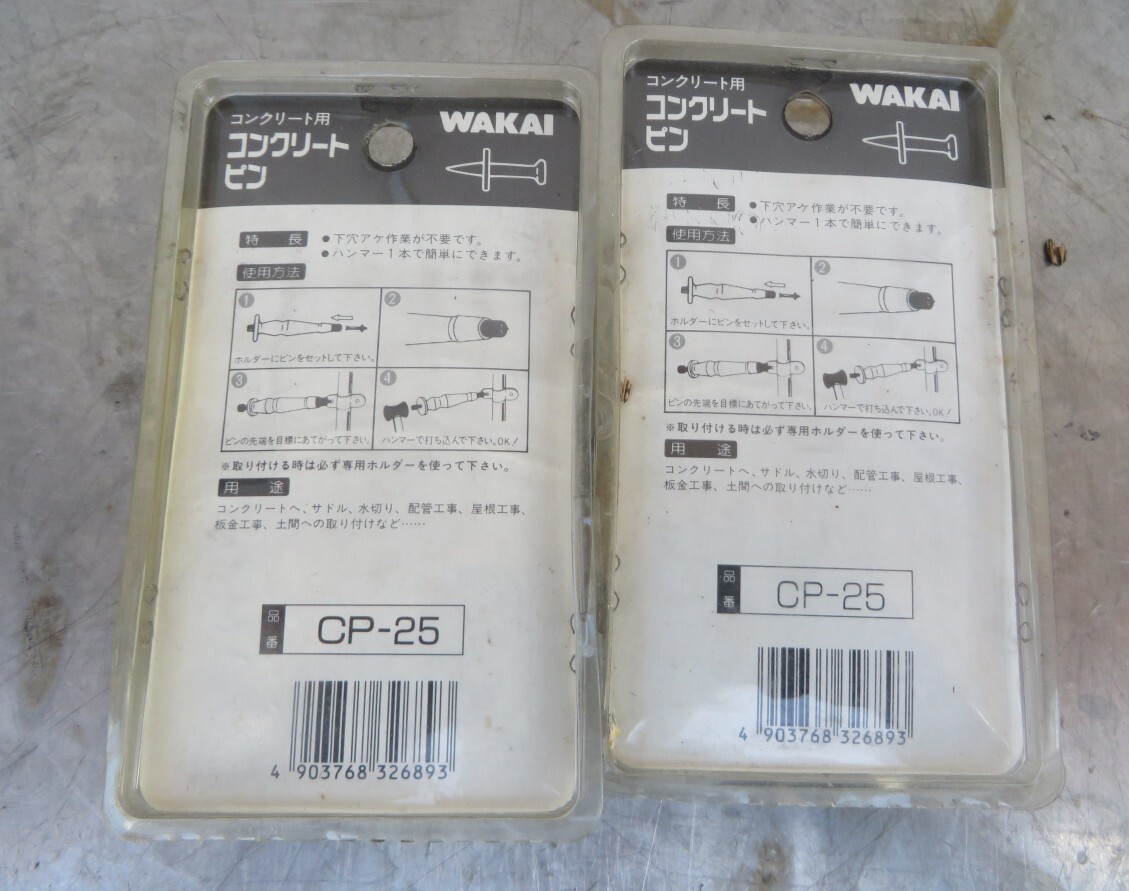 コンクリート用
コンクリート
ピン
WAKAI
特長
●下穴アケ作業が不要です。
●ハンマー1本で簡単にできます。
使用方法
1
ホルダーにピンをセットして下さい。
2
3
ピンの先端を目標にあてがって下さい。
4
ハンマーで打ち込んで下さい。OK!
※取り付ける時は必ず専用ホルダーを使って下さい。
用途
コンクリートへ、サドル、水切り、配管工事、屋根工事、
板金工事、土間への取り付けなど……
品番
CP-25
4 903768 326893
コンクリート用
コンクリート
ピン
WAKAI
特長
●下穴アケ作業が不要です。
●ハンマー1本で簡単にできます。
使用方法
1
ホルダーにピンをセットして下さい。
2
3
ピンの先端を目標にあてがって下さい。
4
ハンマーで打ち込んで下さい。OK!
※取り付ける時は必ず専用ホルダーを使って下さい。
用途
コンクリートへ、サドル、水切り、配管工事、屋根工事、
板金工事、土間への取り付けなど……
品番
CP-25
4 903768 326893